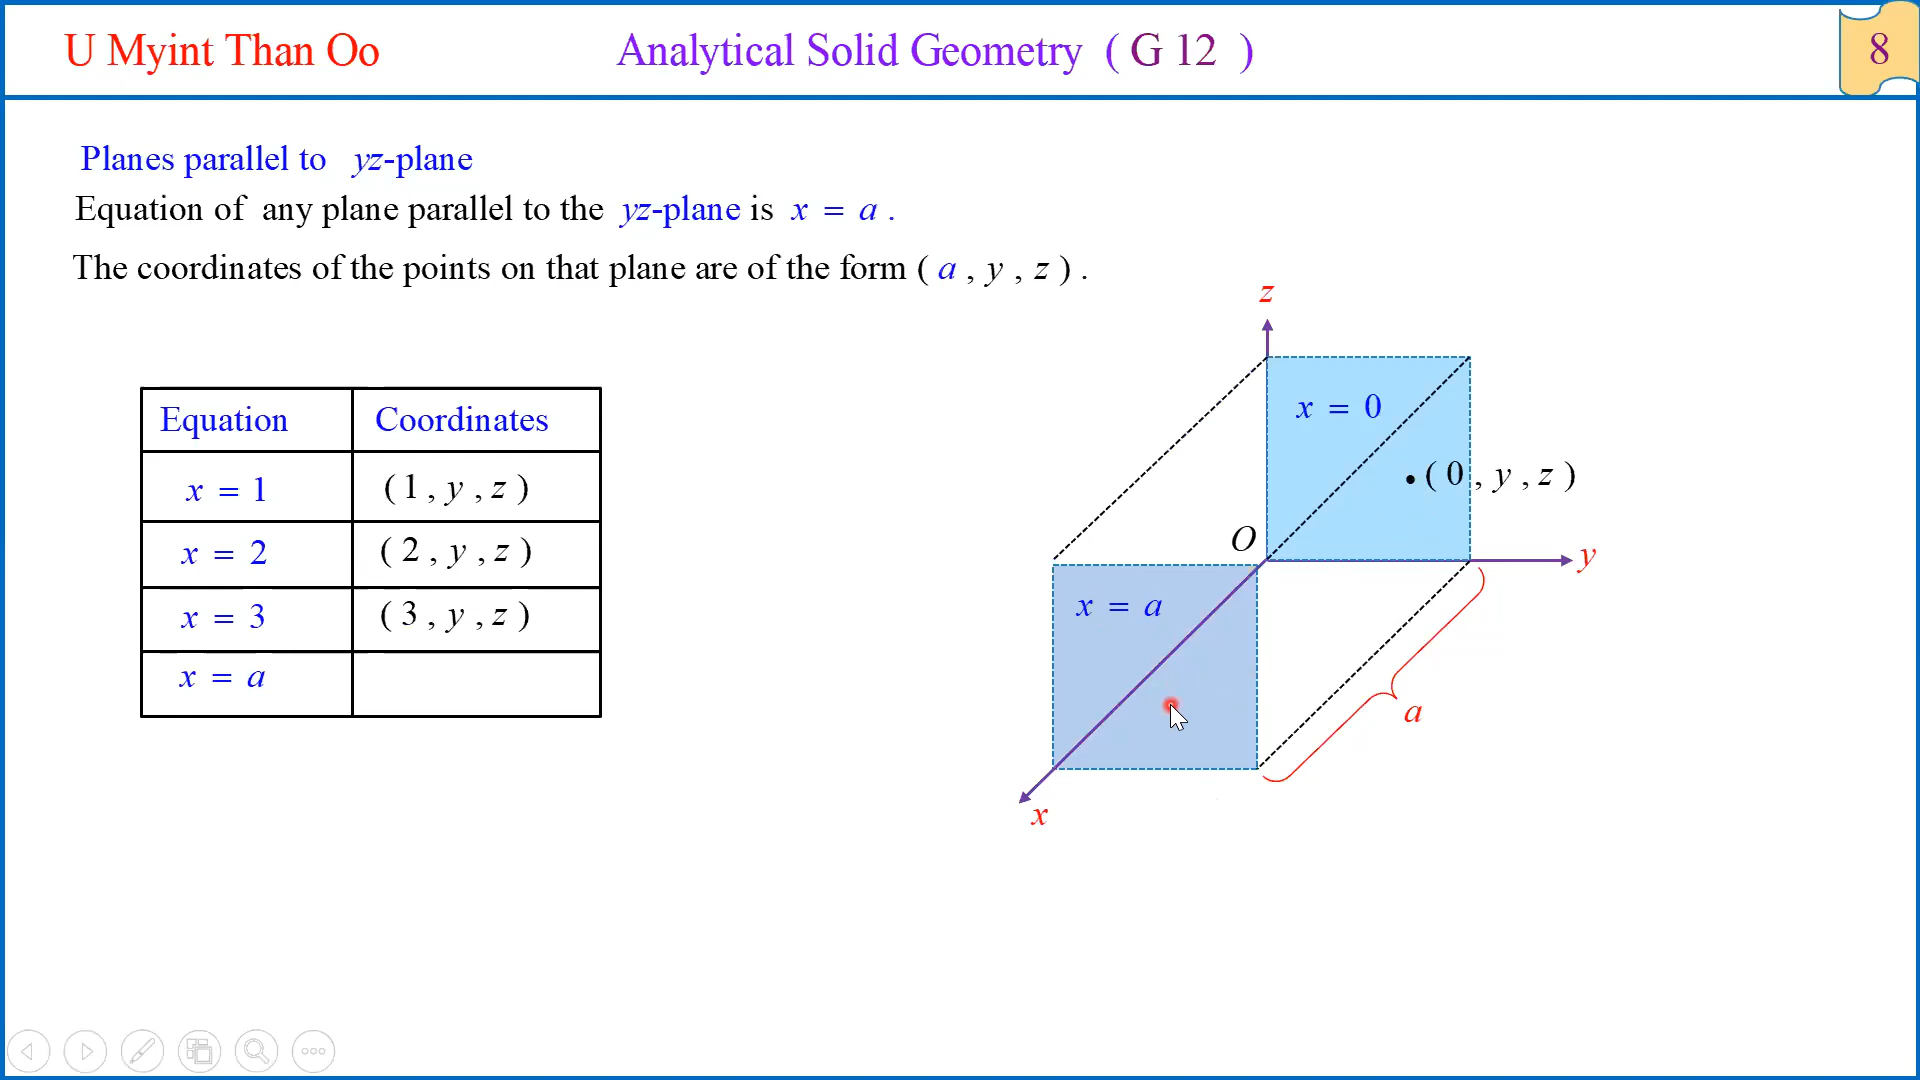 U Myint Than Oo Analytical Solid Geometry ( G 12 ) 8
Planes parallel to yz-plane
Equation of any plane parallel to the yz-plane is x = a .
The coordinates of the points on that plane are of the form ( a , y , z ) .
Equation Coordinates
x = 1 ( 1 , y , z )
x = 2 ( 2 , y , z )
x = 3 ( 3 , y , z )
x = a
z
x = 0
( 0 , y , z )
O
y
x = a
a
x